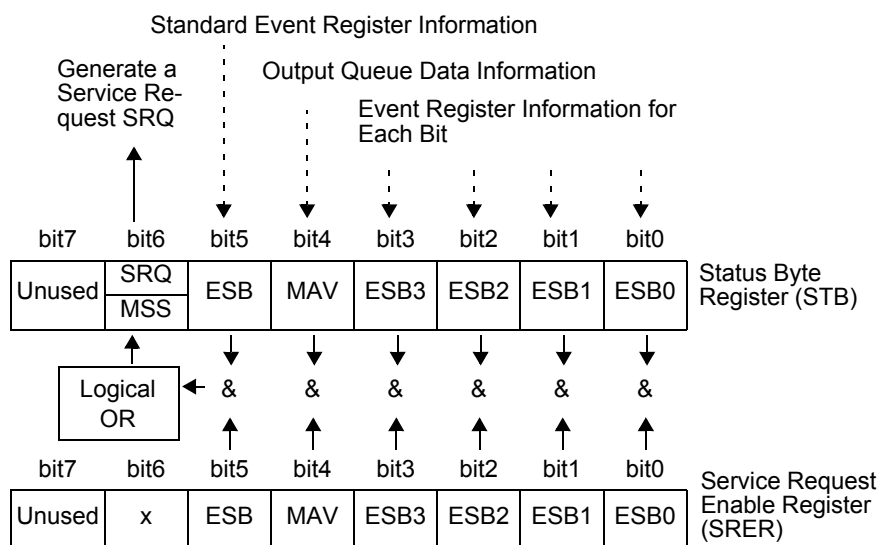 Standard Event Register Information
Generate a
Service Re-
quest SRQ
Output Queue Data Information
Event Register Information for
Each Bit
bit7 bit6 bit5 bit4 bit3 bit2 bit1 bit0
Unused SRQ MSS ESB MAV ESB3 ESB2 ESB1 ESB0
Status Byte
Register (STB)
Logical
OR
& & & & & &
bit7 bit6 bit5 bit4 bit3 bit2 bit1 bit0
Unused x ESB MAV ESB3 ESB2 ESB1 ESB0
Service Request
Enable Register
(SRER)